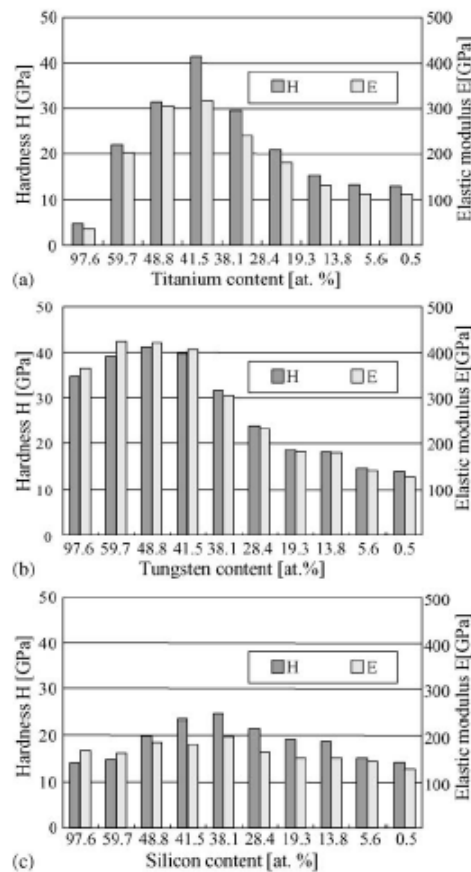 50
500
40
400
30
300
20
200
10
100
0
Hardness H [GPa]
Elastic modulus E[GPa]
H E
97.6 59.7 48.8 41.5 38.1 28.4 19.3 13.8 5.6 0.5
(a) Titanium content [at. %]
50
500
40
400
30
300
20
200
10
100
0
Hardness H [GPa]
Elastic modulus E[GPa]
H E
97.6 59.7 48.8 41.5 38.1 28.4 19.3 13.8 5.6 0.5
(b) Tungsten content [at.%]
50
500
40
400
30
300
20
200
10
100
0
Hardness H [GPa]
Elastic modulus E[GPa]
H E
97.6 59.7 48.8 41.5 38.1 28.4 19.3 13.8 5.6 0.5
(c) Silicon content [at. %]